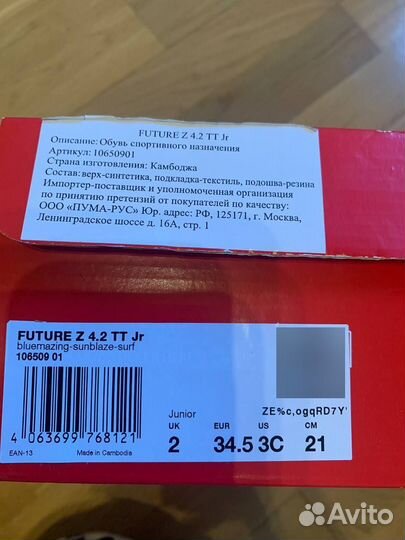 FUTURE Z 4.2 TT Jr
Описание: Обувь спортивного назначения
Артикул: 10650901
Страна изготовления: Камбоджа
Состав: верх-синтетика, подкладка-текстиль, подошва-резина
Импортер-поставщик и уполномоченная организация
по принятию претензий от покупателей по качеству:
ООО «ПУМА-РУС» Юр. адрес: РФ, 125171, г. Москва,
Ленинградское шоссе д. 16А, стр. 1
FUTURE Z 4.2 TT Jr
bluemazing-sunblaze-surf
106509 01
ZE%c,ogqRD7Y'
Junior
UK EUR US CM
2 34.5 3C 21
4 063699 768121
EAN-13 Made in Cambodia
Avito